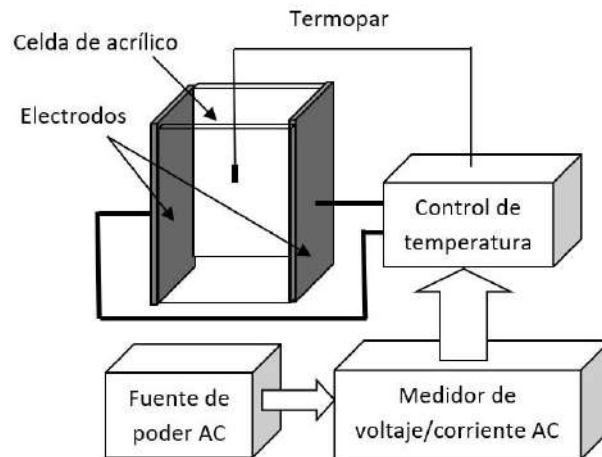 Termopar
Celda de acrílico
Electrodos
Control de
temperatura
Fuente de
poder AC
Medidor de
voltaje/corriente AC